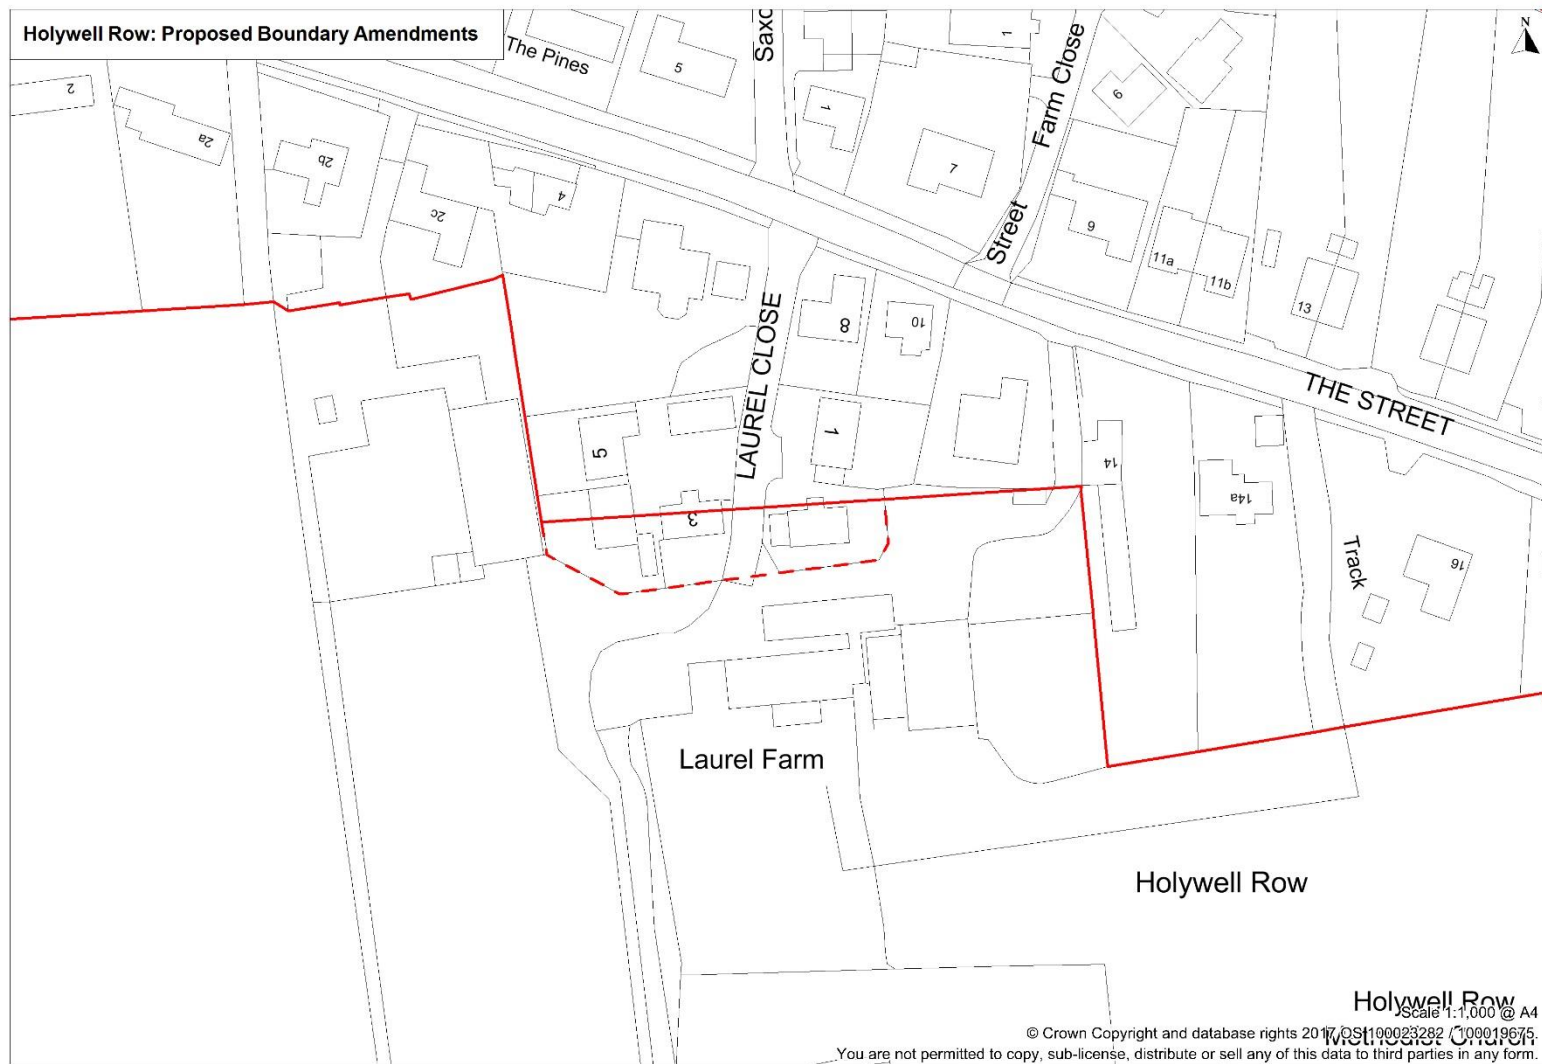 Holywell Row: Proposed Boundary Amendments
N
The Pines
5
Saxo
1
1
Farm Close
6
2
2a
2b
2c
4
7
Street
9
11a
11b
13
8
10
LAUREL CLOSE
THE STREET
5
1
14
14a
3
Track
16
Laurel Farm
Holywell Row
Holywell Row
Methodist Church
Scale 1:1,000 @ A4
© Crown Copyright and database rights 2017 OS 100023282 / 100019675.
You are not permitted to copy, sub-license, distribute or sell any of this data to third parties in any form.